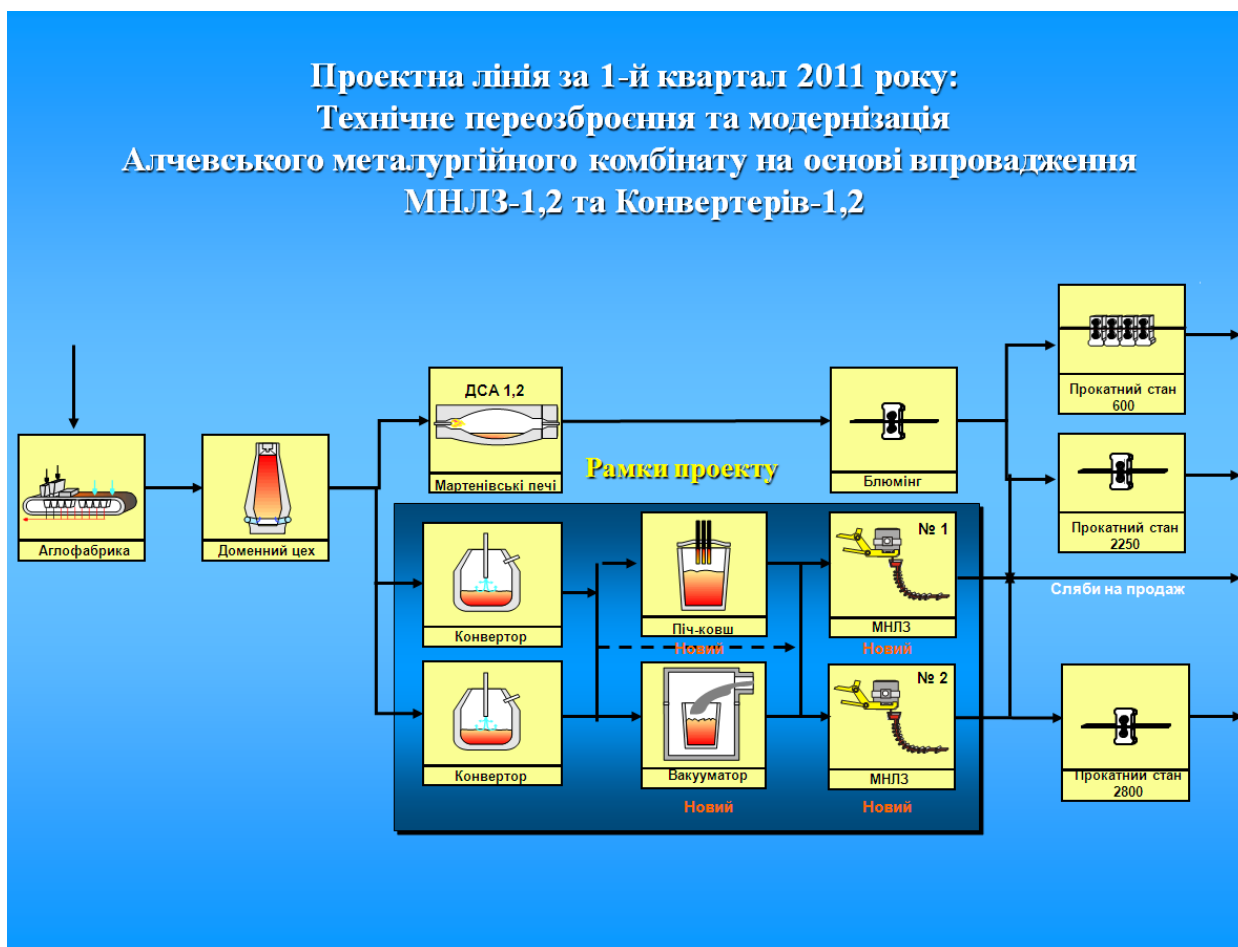 Проектна лінія за 1-й квартал 2011 року:
Технічне переозброєння та модернізація
Алчевського металургійного комбінату на основі впровадження
МНЛЗ-1,2 та Конвертерів-1,2
Аглофабрика
Доменний цех
ДСА 1,2
Мартенівські печі
Блюмінг
Прокатний стан
600
Прокатний стан
2250
Рамки проекту
Конвертор
Піч-ковш
Новий
№ 1
МНЛЗ
Новий
Сляби на продаж
Конвертор
Вакууматор
Новий
№ 2
МНЛЗ
Новий
Прокатний стан
2800